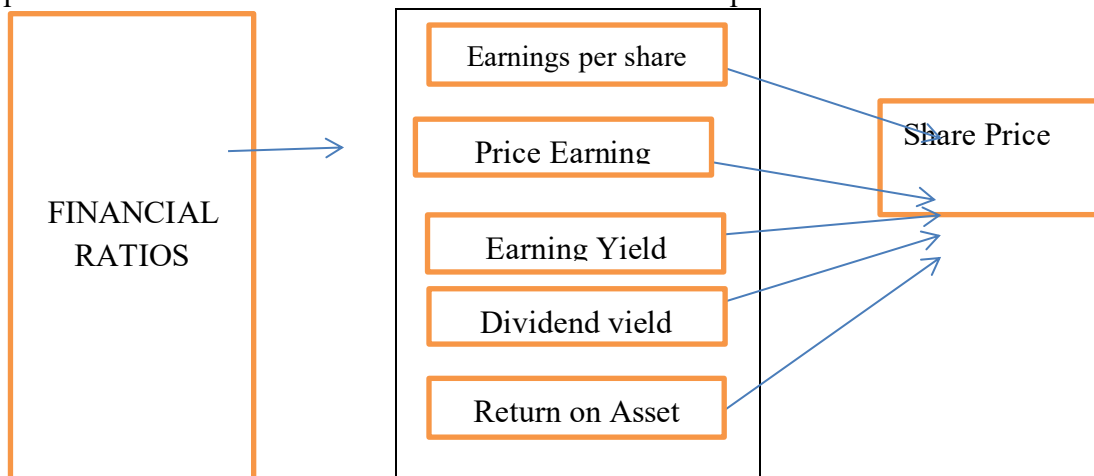 FINANCIAL
RATIOS
Earnings per share
Price Earning
Earning Yield
Dividend yield
Return on Asset
Share Price